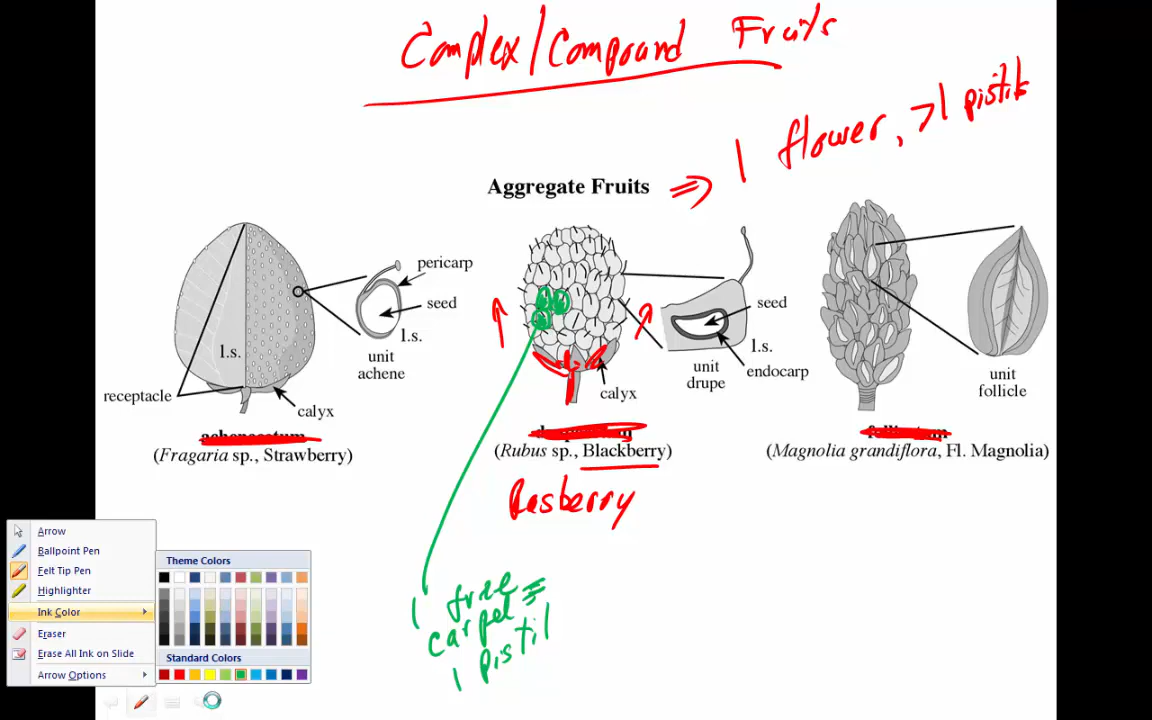 Complex/Compound Fruits
1 flower, >1 pistils
Aggregate Fruits ⇒
pericarp
seed
l.s.
unit
achene
l.s.
receptacle
calyx
(Fragaria sp., Strawberry)
seed
l.s.
unit
drupe
endocarp
calyx
(Rubus sp., Blackberry)
Rasberry
unit
follicle
(Magnolia grandiflora, Fl. Magnolia)
1 free =
carpel
1 pistil
Arrow
Ballpoint Pen
Felt Tip Pen
Highlighter
Ink Color
Eraser
Erase All Ink on Slide
Arrow Options
Theme Colors
Standard Colors